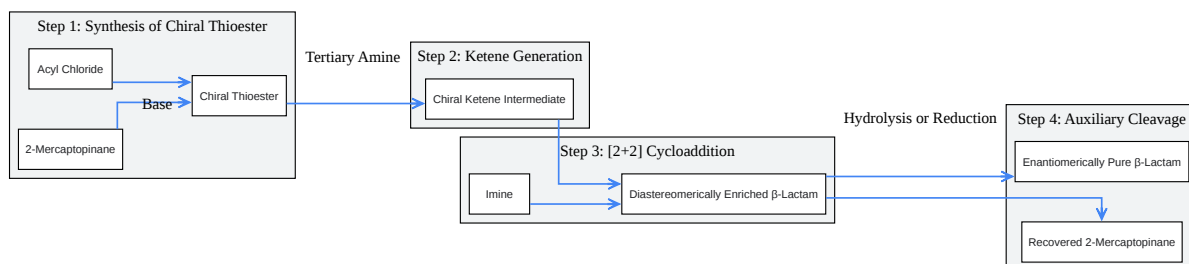 Step 1: Synthesis of Chiral Thioester
Acyl Chloride
Chiral Thioester
Base
2-Mercaptopinane
Tertiary Amine
Step 2: Ketene Generation
Chiral Ketene Intermediate
Step 3: [2+2] Cycloaddition
Imine
Diastereomerically Enriched β-Lactam
Hydrolysis or Reduction
Step 4: Auxiliary Cleavage
Enantiomerically Pure β-Lactam
Recovered 2-Mercaptopinane